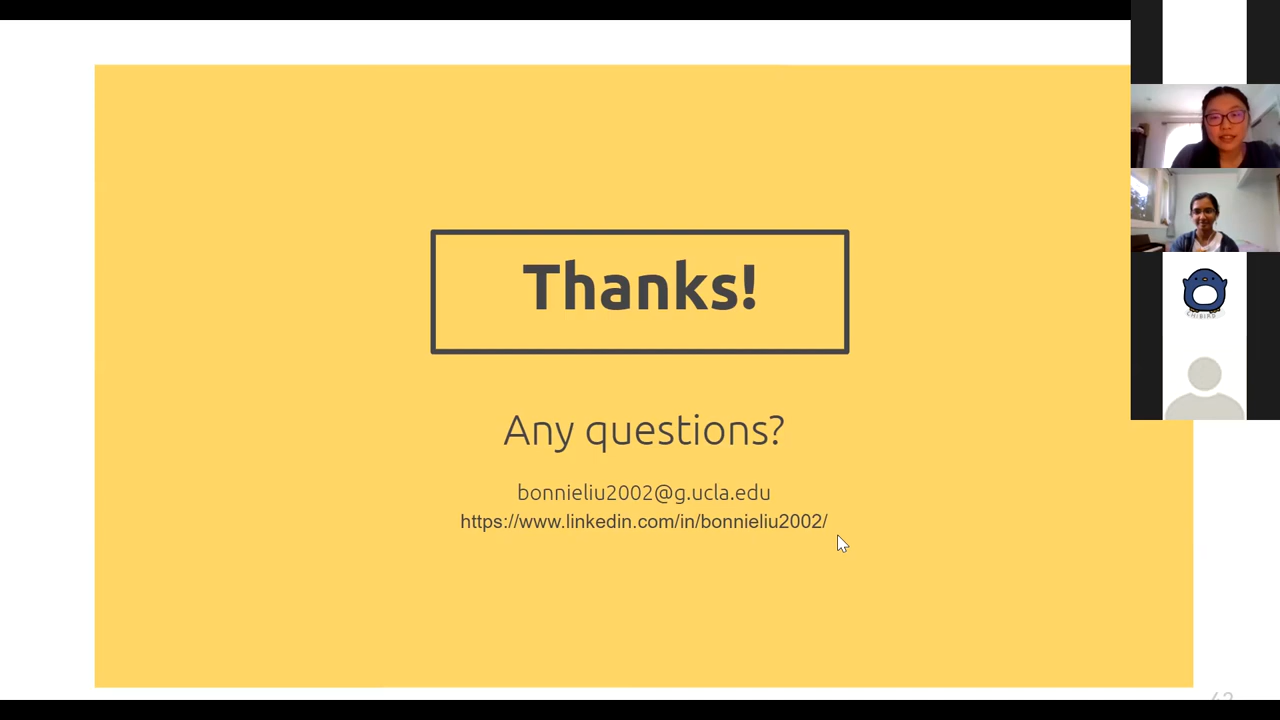 Thanks!
Any questions?
bonnieliu2002@g.ucla.edu
https://www.linkedin.com/in/bonnieliu2002/